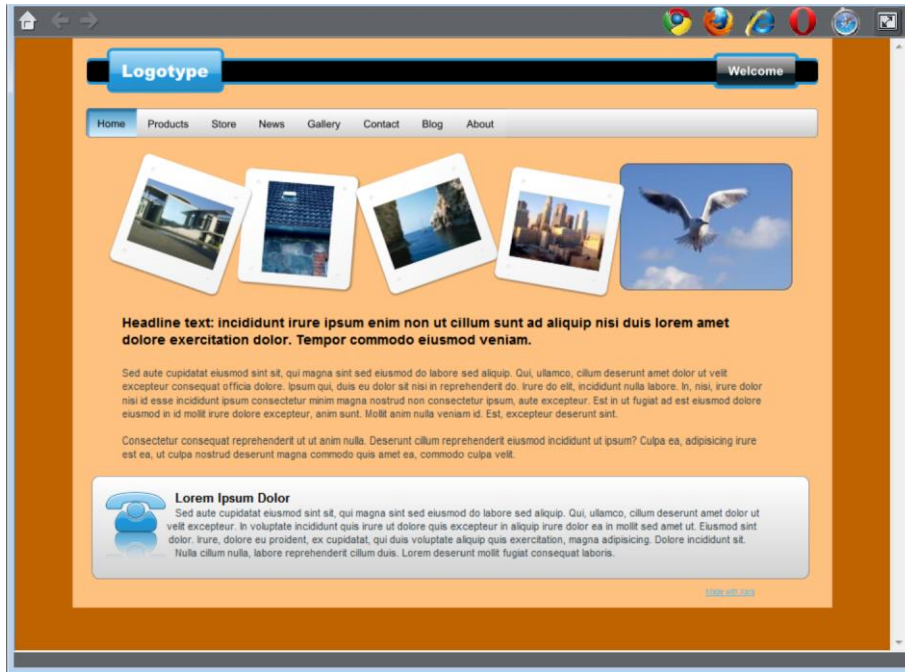 Logotype
Welcome
Home Products Store News Gallery Contact Blog About
Headline text: incididunt irure ipsum enim non ut cillum sunt ad aliquip nisi duis lorem amet
dolore exercitation dolor. Tempor commodo eiusmod veniam.
Sed aute cupidatat eiusmod sint sit, qui magna sint sed eiusmod do labore sed aliquip. Qui, ullamco, cillum deserunt amet dolor ut velit
excepteur consequat officia dolore. Ipsum qui, duis eu dolor sit nisi in reprehenderit do. Irure do elit, incididunt nulla labore. In, nisi, irure dolor
nisi id esse incididunt ipsum consectetur minim magna nostrud non consectetur ipsum, aute excepteur. Est in ut fugiat ad est eiusmod dolore
eiusmod in id mollit irure dolore excepteur, anim sunt. Mollit anim nulla veniam id. Est, excepteur deserunt sint.
Consectetur consequat reprehenderit ut ut anim nulla. Deserunt cillum reprehenderit eiusmod incididunt ut ipsum? Culpa ea, adipisicing irure
est ea, ut culpa nostrud deserunt magna commodo quis amet ea, commodo culpa velit.
Lorem Ipsum Dolor
Sed aute cupidatat eiusmod sint sit, qui magna sint sed eiusmod do labore sed aliquip. Qui, ullamco, cillum deserunt amet dolor ut
velit excepteur. In voluptate incididunt quis irure ut dolore quis excepteur in aliquip irure dolor ea in mollit sed amet ut. Eiusmod sint
dolor. Irure, dolore eu proident, ex cupidatat, qui duis voluptate aliquip quis exercitation, magna adipisicing. Dolore incididunt sit.
Nulla cillum nulla, labore reprehenderit cillum duis. Lorem deserunt mollit fugiat consequat laboris.